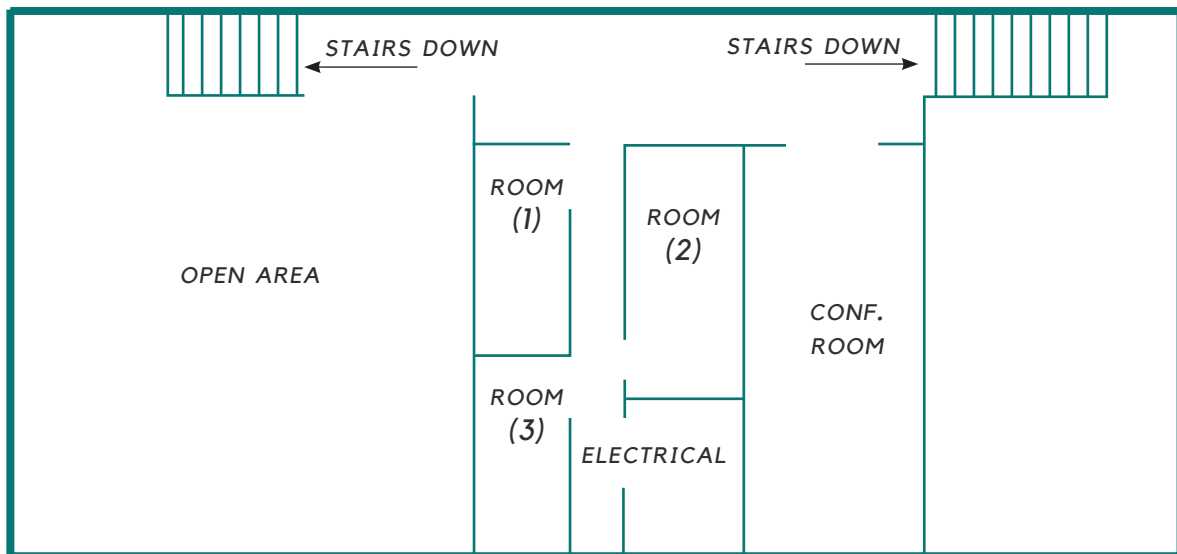 STAIRS DOWN
STAIRS DOWN
ROOM
(1)
ROOM
(2)
OPEN AREA
CONF.
ROOM
ROOM
(3)
ELECTRICAL